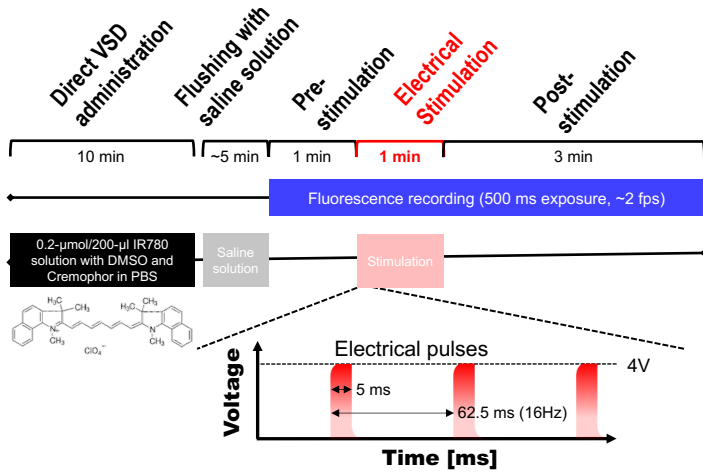 Direct VSD
administration
Flushing with
saline solution
Pre-
stimulation
Electrical
Stimulation
Post-
stimulation
10 min
~5 min
1 min
1 min
3 min
Fluorescence recording (500 ms exposure, ~2 fps)
0.2-μmol/200-μl IR780
solution with DMSO and
Cremophor in PBS
Saline
solution
Stimulation
H₃C
CH₃
H₃C
CH₃
N⁺
CH₃
N
CH₃
ClO₄⁻
Electrical pulses
4V
5 ms
62.5 ms (16Hz)
Voltage
Time [ms]